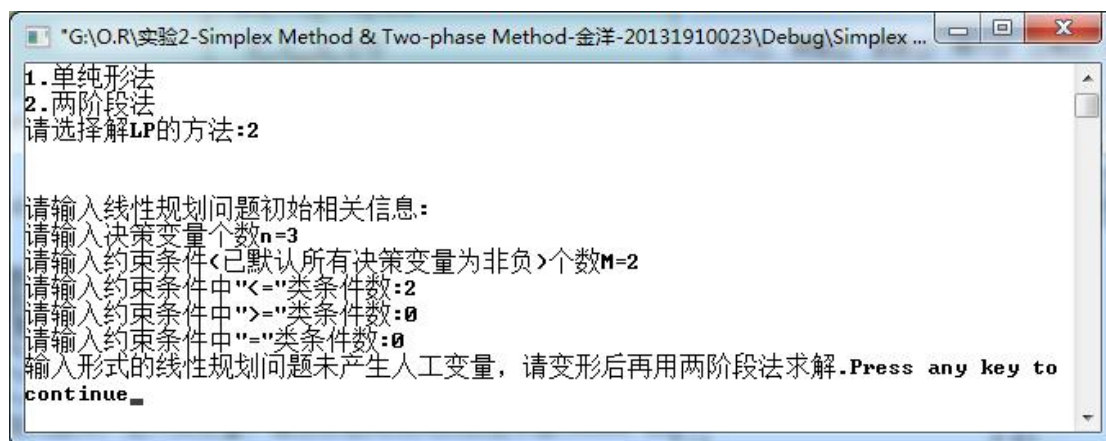 "G:\O.R\实验2-Simplex Method & Two-phase Method-金洋-20131910023\Debug\Simplex ...
1.单纯形法
2.两阶段法
请选择解LP的方法:2
请输入线性规划问题初始相关信息:
请输入决策变量个数n=3
请输入约束条件(已默认所有决策变量为非负)个数M=2
请输入约束条件中"<="类条件数:2
请输入约束条件中">="类条件数:0
请输入约束条件中"="类条件数:0
输入形式的线性规划问题未产生人工变量，请变形后再用两阶段法求解.Press any key to
continue